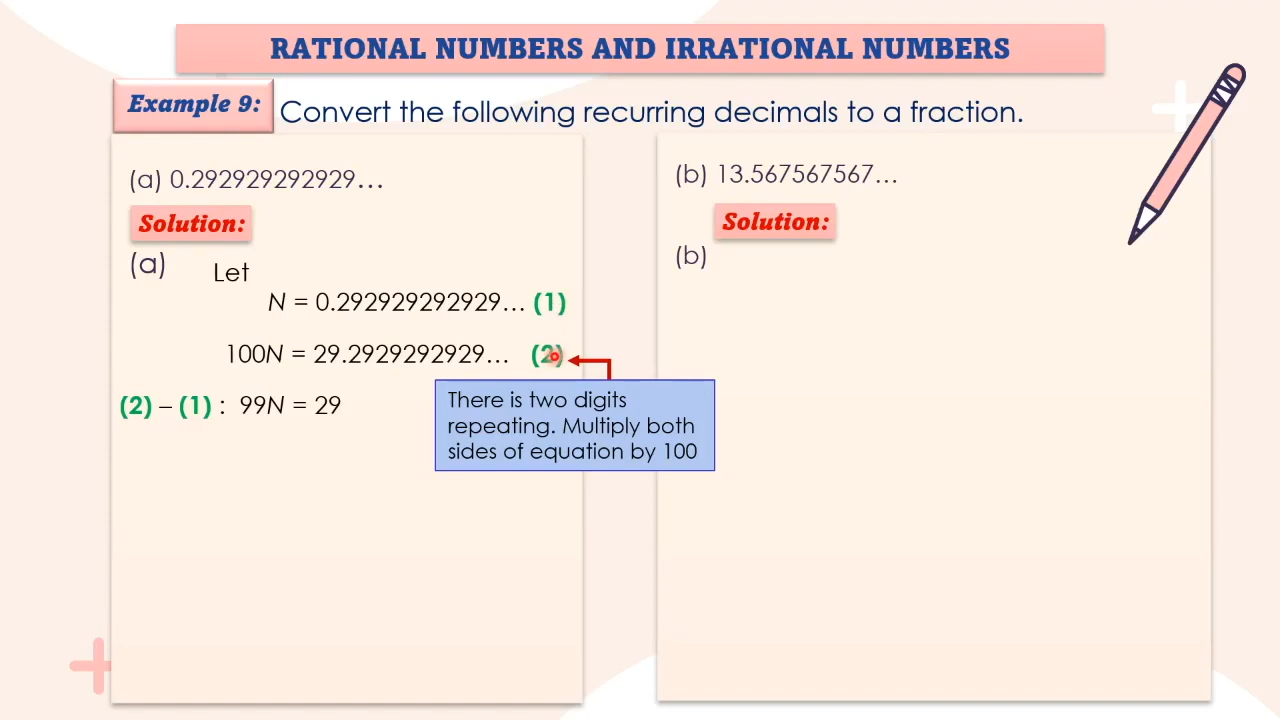 RATIONAL NUMBERS AND IRRATIONAL NUMBERS
Example 9: Convert the following recurring decimals to a fraction.
(a) 0.292929292929…
Solution:
(a) Let
N = 0.292929292929… (1)
100N = 29.2929292929… (2)
(2) – (1) : 99N = 29
There is two digits
repeating. Multiply both
sides of equation by 100
(b) 13.567567567…
Solution:
(b)